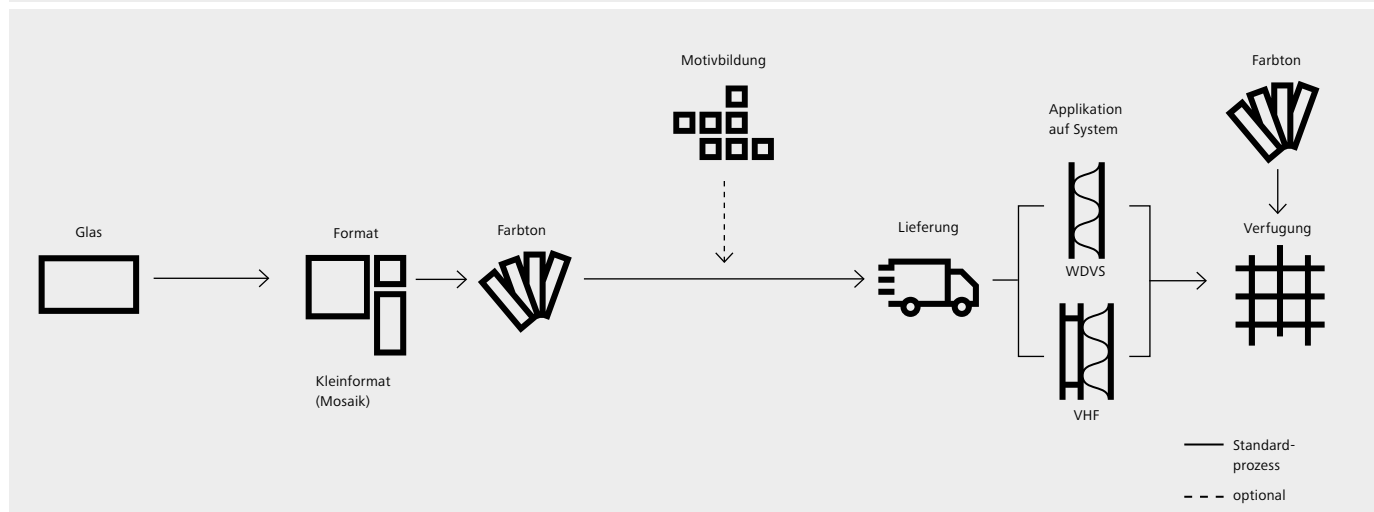 Glas
Format
Kleinformat
(Mosaik)
Farbton
Motivbildung
Lieferung
Applikation
auf System
WDVS
VHF
Farbton
Verfugung
Standard-
prozess
optional